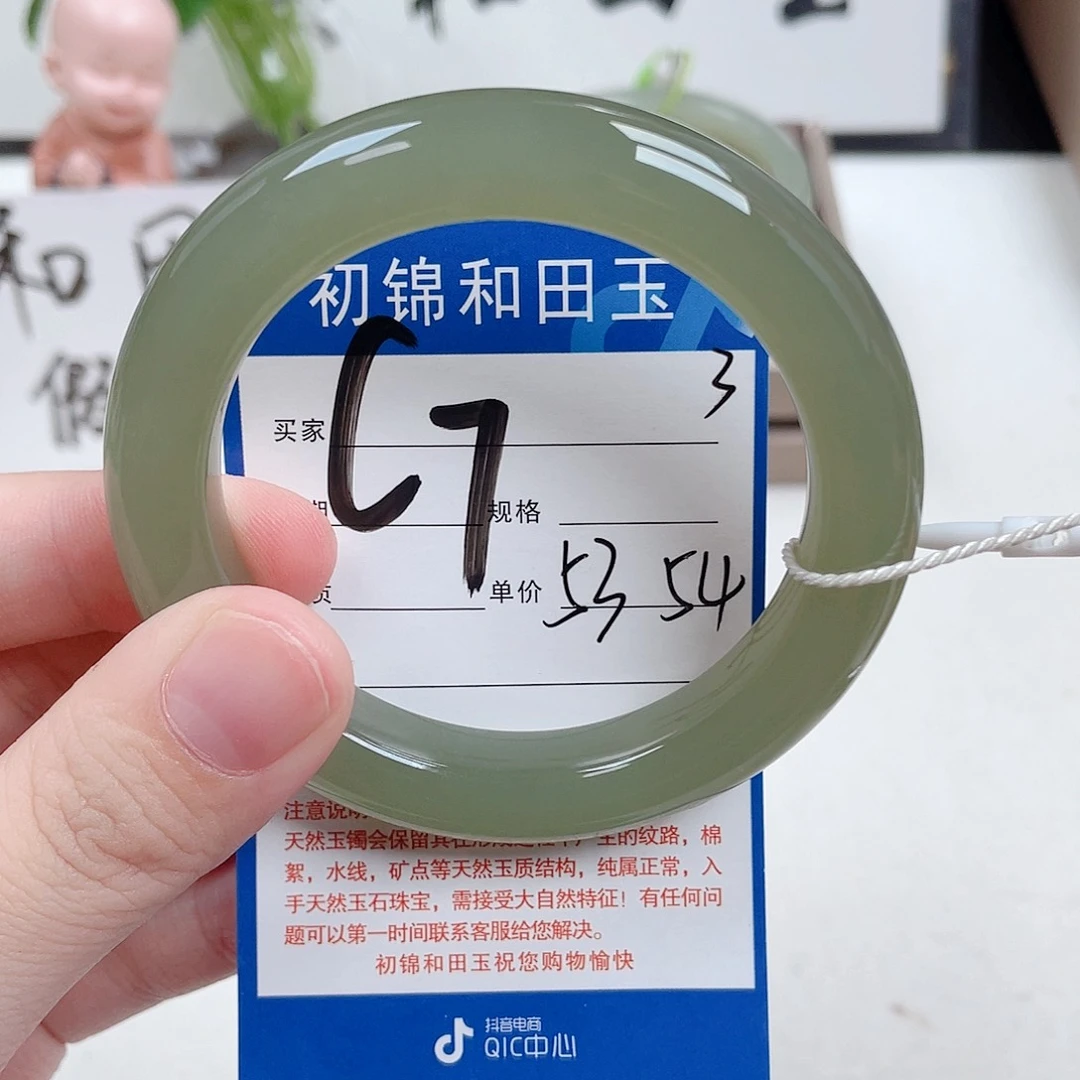 和田
初锦和田玉
3
买家
C7
规格
单价 53 54
注意说明
天然玉镯会保留其在形成过程中产生的纹路，棉
絮，水线，矿点等天然玉质结构，纯属正常，入
手天然玉石珠宝，需接受大自然特征！有任何问
题可以第一时间联系客服给您解决。
初锦和田玉祝您购物愉快
抖音电商
QIC中心